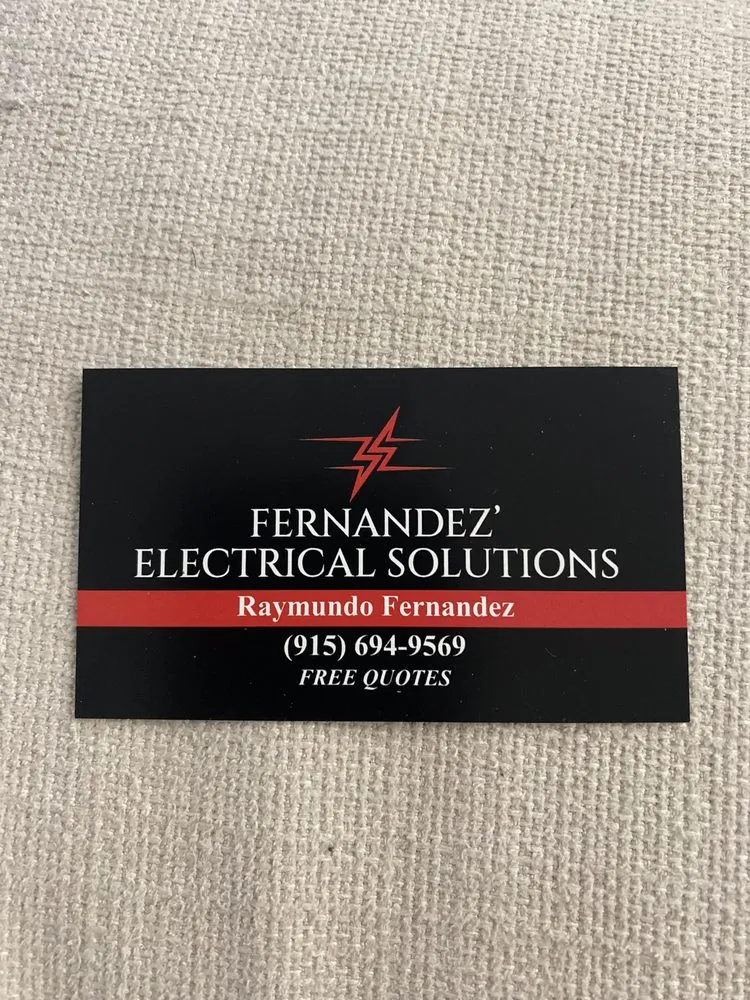 FERNANDEZ’
ELECTRICAL SOLUTIONS
Raymundo Fernandez
(915) 694-9569
FREE QUOTES